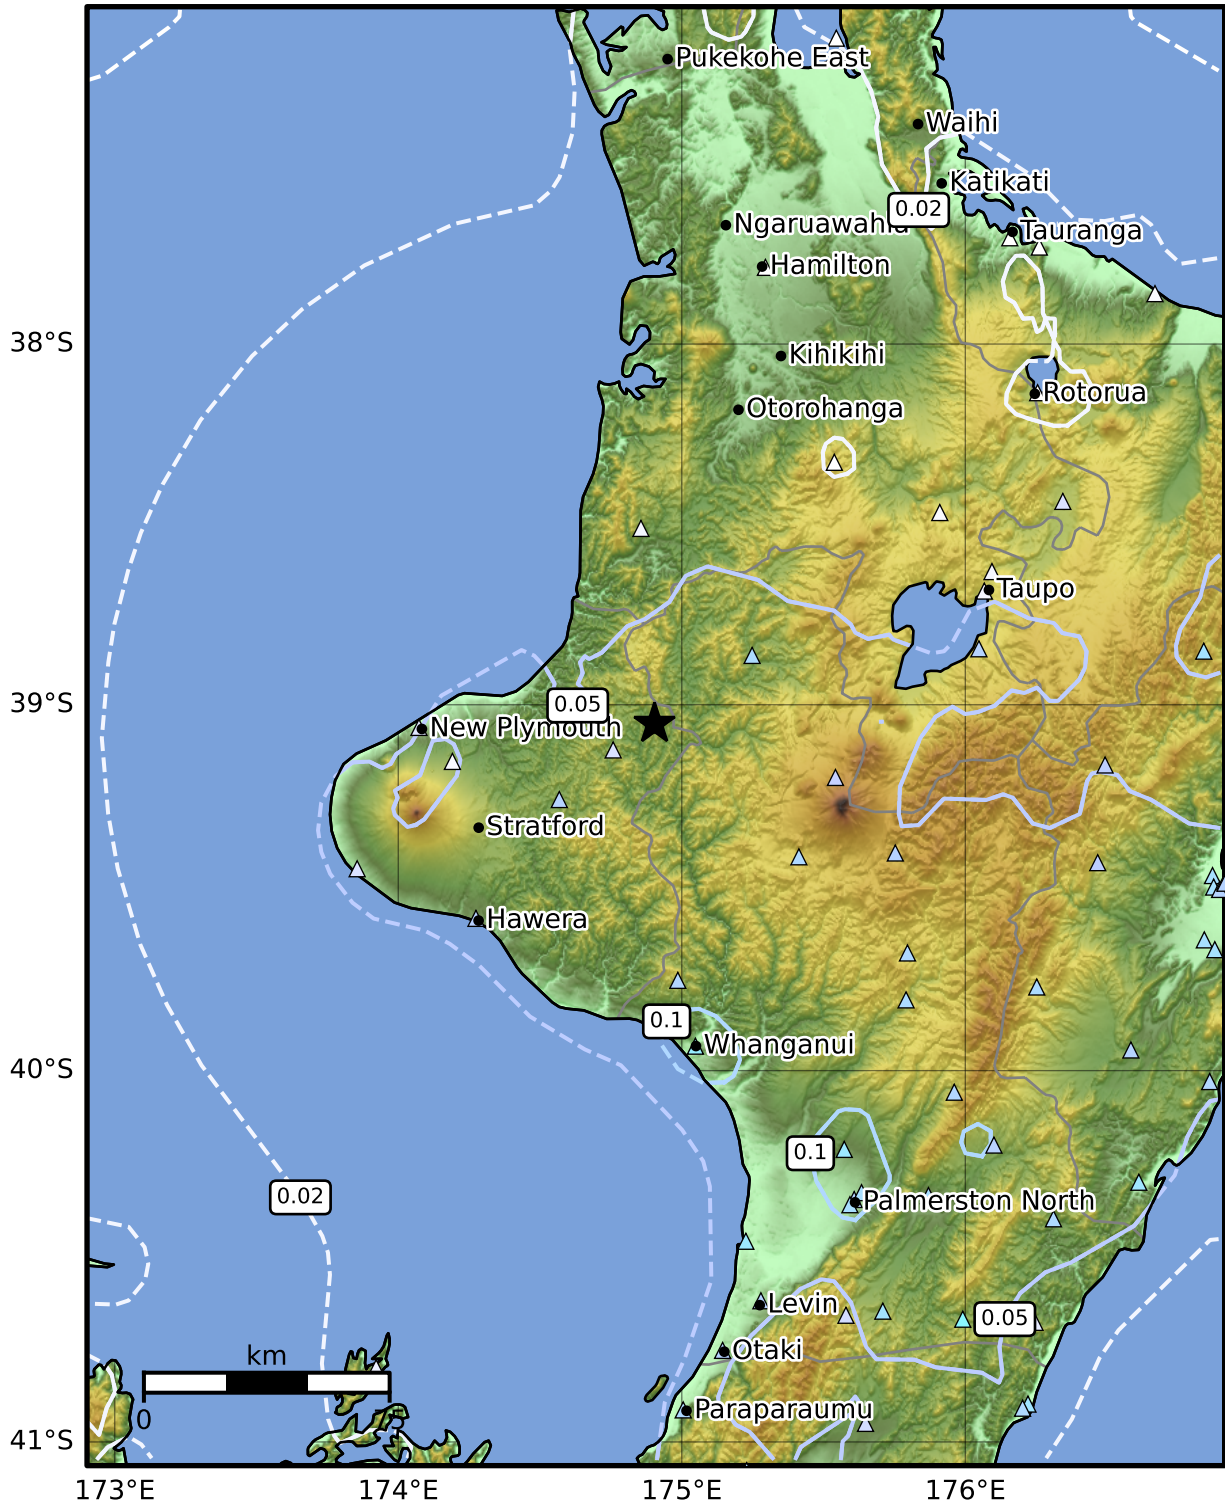 Pukekohe East
Waihi
Katikati
0.02
Ngaruawahia
Tauranga
Hamilton
38°S
Kihikihi
Rotorua
Otorohanga
Taupo
39°S
0.05
New Plymouth
Stratford
Hawera
0.1
Whanganui
40°S
0.1
0.02
Palmerston North
Levin
0.05
Otaki
km
0
Paraparaumu
41°S
173°E
174°E
175°E
176°E